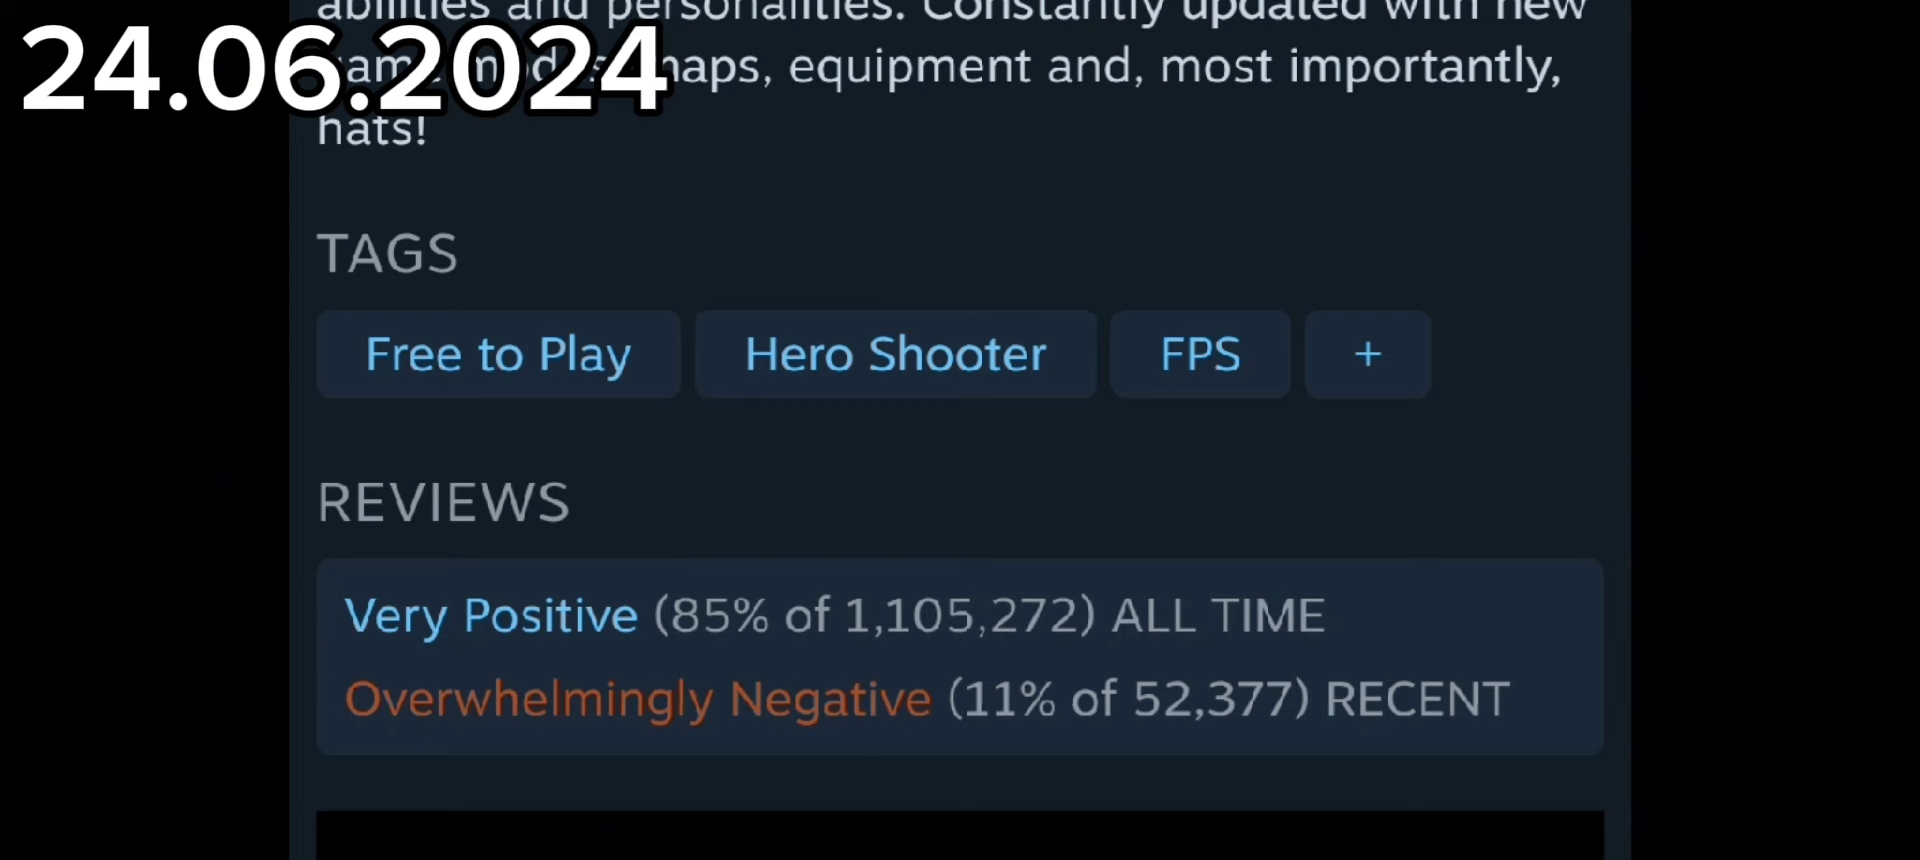 abilities and personalities. Constantly updated with new
24.06.2024
maps, equipment and, most importantly,
hats!
TAGS
Free to Play
Hero Shooter
FPS
+
REVIEWS
Very Positive (85% of 1,105,272) ALL TIME
Overwhelmingly Negative (11% of 52,377) RECENT